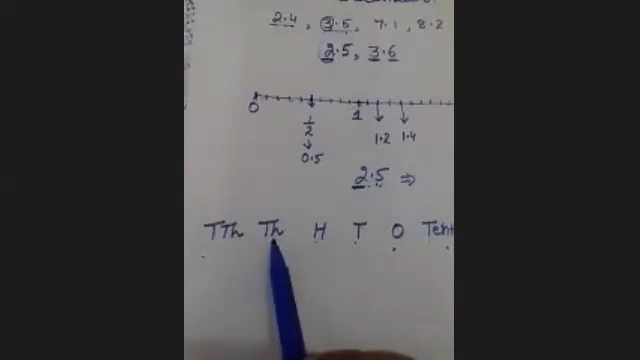 2.4, 3.5, 7.1, 8.2
2.5, 3.6
0 1
1/2 1.2 1.4
0.5
2.5 ⇒
TTh Th H T O Tent